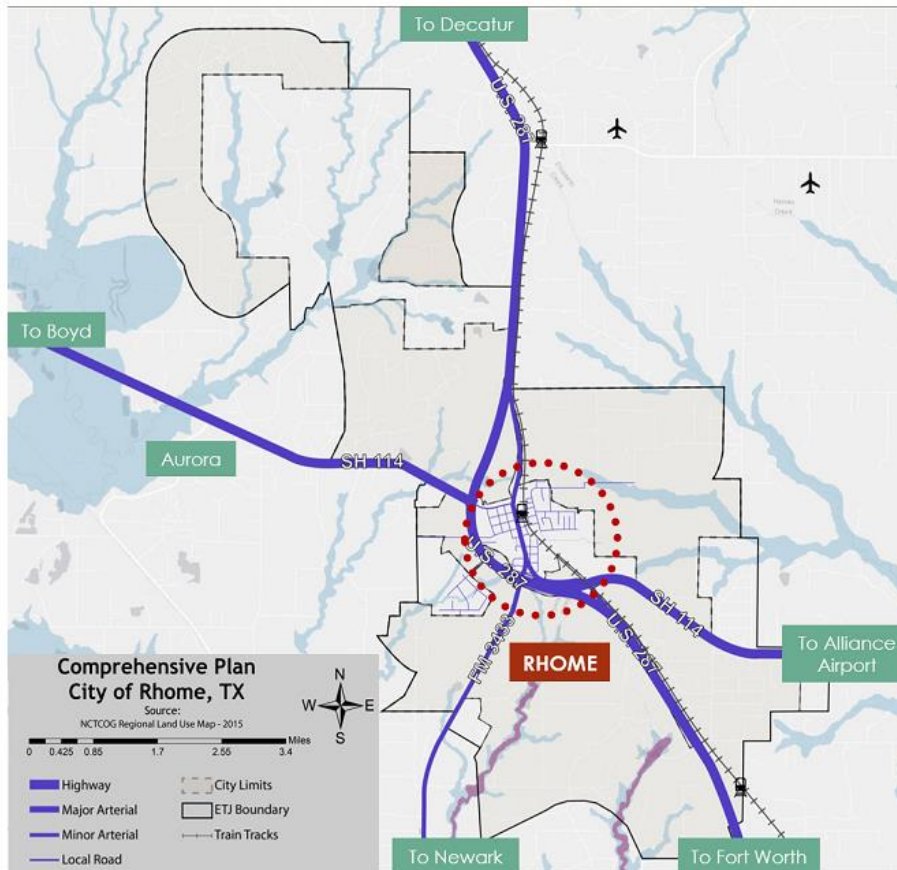 To Decatur
U.S. 287
To Boyd
Aurora
SH 114
U.S. 287
SH 114
FM 3433
U.S. 287
RHOME
To Alliance
Airport
Comprehensive Plan
City of Rhome, TX
Source:
NCTCOG Regional Land Use Map - 2015
N
W
E
S
Miles
0 0.425 0.85 1.7 2.55 3.4
Highway
Major Arterial
Minor Arterial
Local Road
City Limits
ETJ Boundary
Train Tracks
To Newark
To Fort Worth